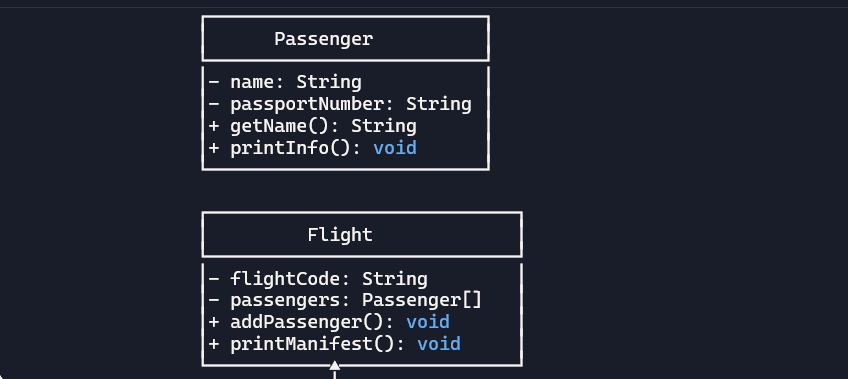 Passenger
- name: String
- passportNumber: String
+ getName(): String
+ printInfo(): void
Flight
- flightCode: String
- passengers: Passenger[]
+ addPassenger(): void
+ printManifest(): void